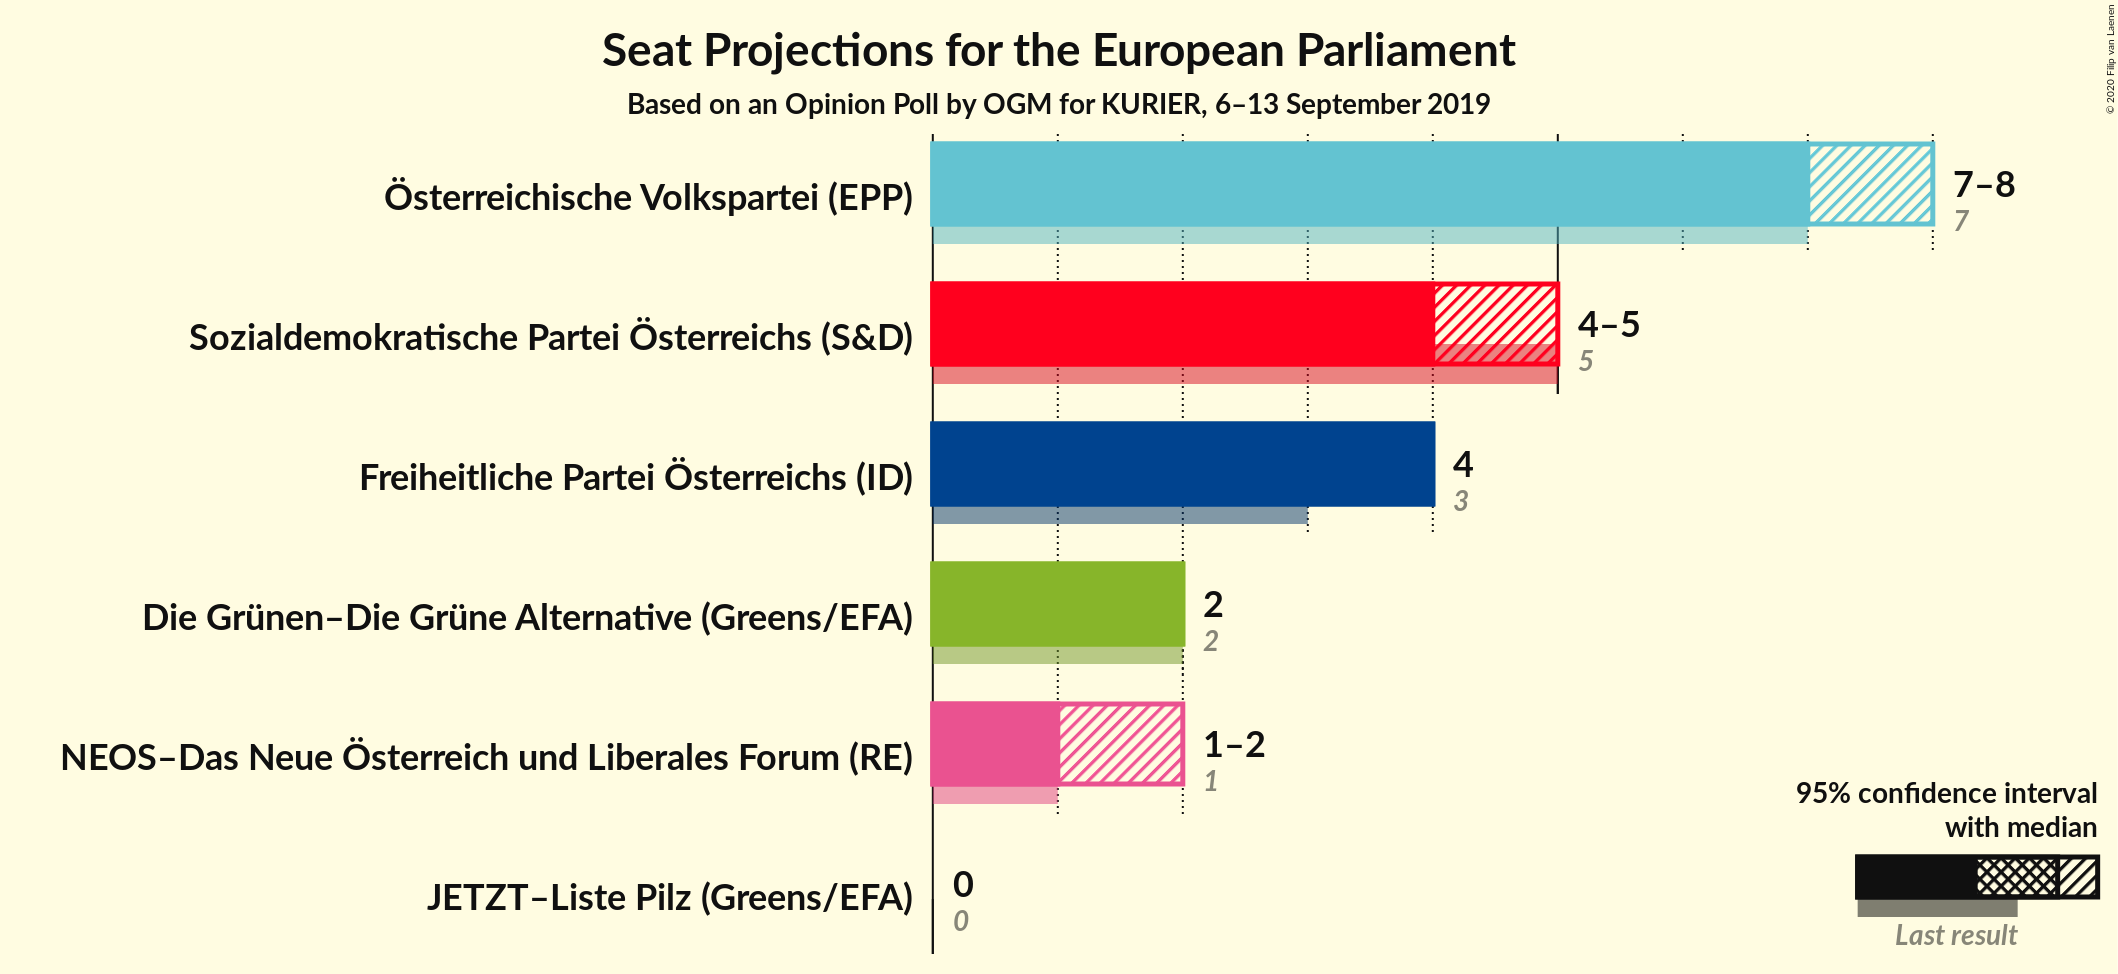 Seat Projections for the European Parliament
Based on an Opinion Poll by OGM for KURIER, 6–13 September 2019
© 2020 Filip van Laenen
Österreichische Volkspartei (EPP)
7–8
7
Sozialdemokratische Partei Österreichs (S&D)
4–5
5
Freiheitliche Partei Österreichs (ID)
4
3
Die Grünen–Die Grüne Alternative (Greens/EFA)
2
2
NEOS–Das Neue Österreich und Liberales Forum (RE)
1–2
1
JETZT–Liste Pilz (Greens/EFA)
0
0
95% confidence interval
with median
Last result